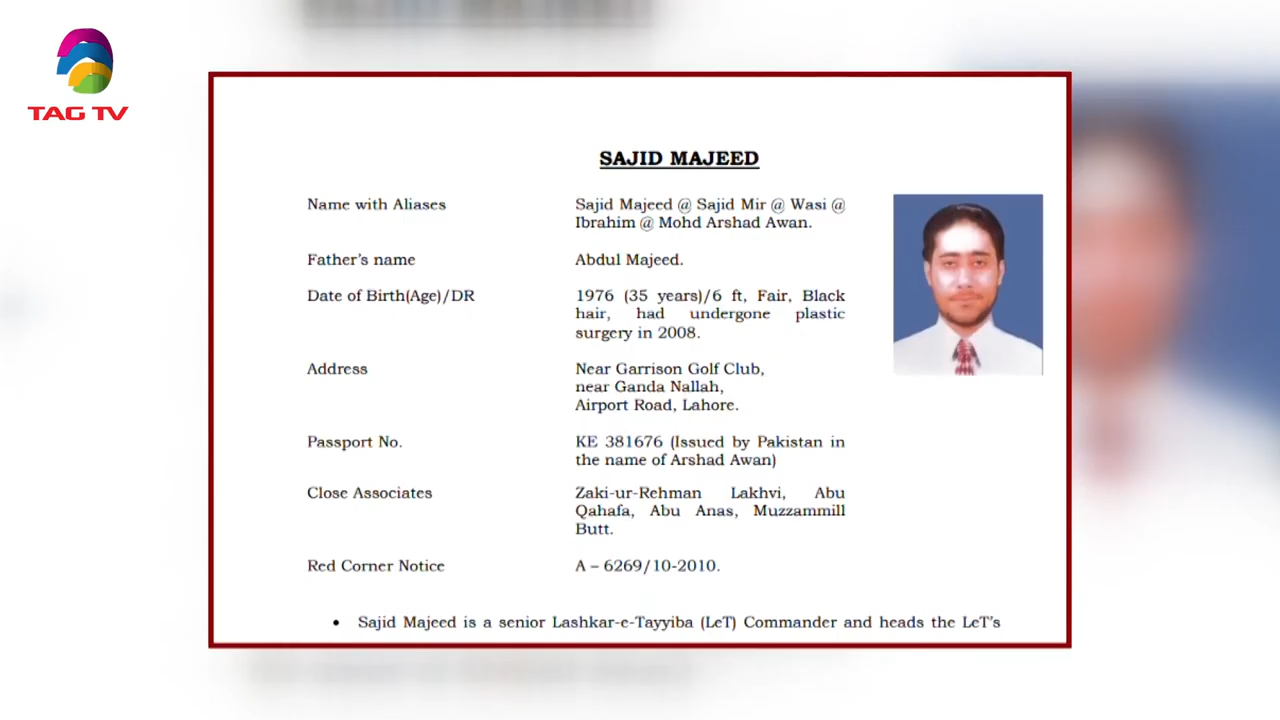 TAG TV
SAJID MAJEED
Name with Aliases
Sajid Majeed @ Sajid Mir @ Wasi @
Ibrahim @ Mohd Arshad Awan.
Father's name
Abdul Majeed.
Date of Birth(Age)/DR
1976 (35 years)/6 ft, Fair, Black
hair, had undergone plastic
surgery in 2008.
Address
Near Garrison Golf Club,
near Ganda Nallah,
Airport Road, Lahore.
Passport No.
KE 381676 (Issued by Pakistan in
the name of Arshad Awan)
Close Associates
Zaki-ur-Rehman Lakhvi, Abu
Qahafa, Abu Anas, Muzzammill
Butt.
Red Corner Notice
A – 6269/10-2010.
• Sajid Majeed is a senior Lashkar-e-Tayyiba (LeT) Commander and heads the LeT's